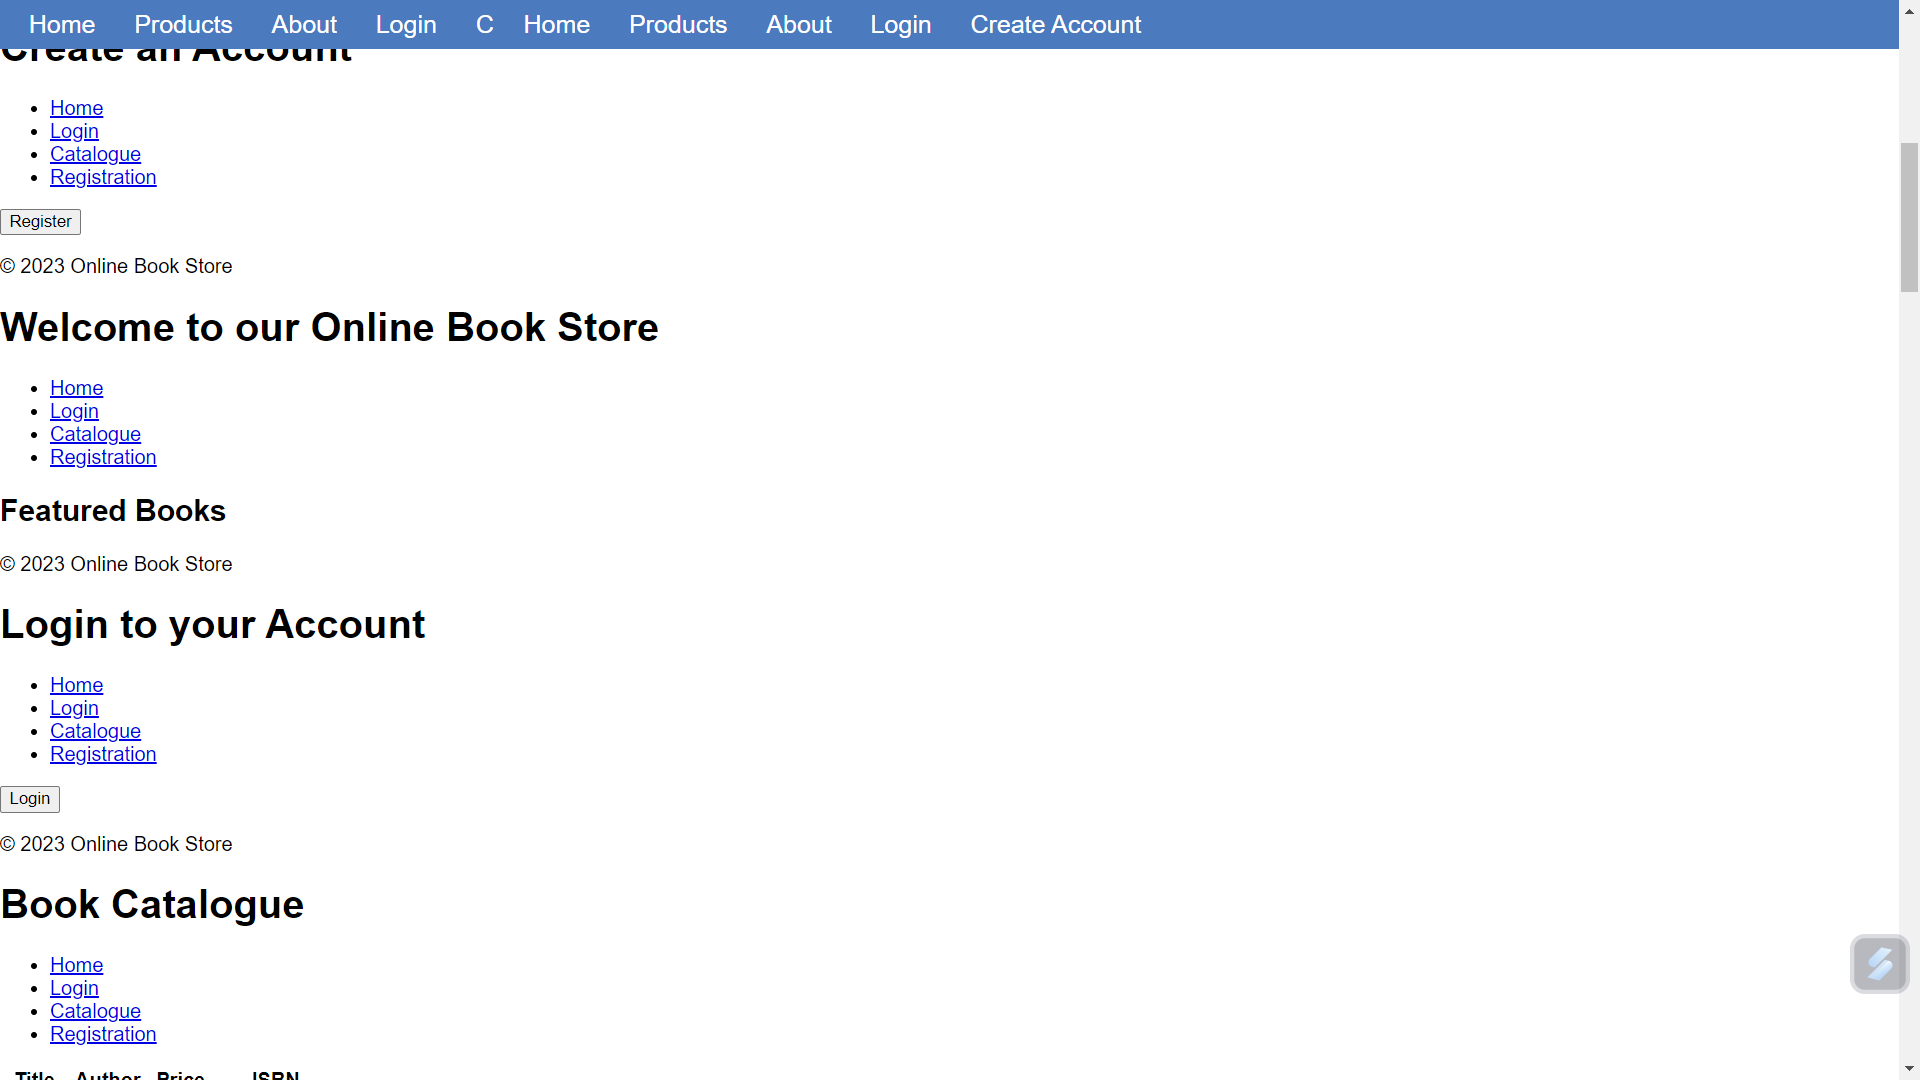 Home Products About Login C Home Products About Login Create Account
Create an Account
Home
Login
Catalogue
Registration
Register
© 2023 Online Book Store
Welcome to our Online Book Store
Home
Login
Catalogue
Registration
Featured Books
© 2023 Online Book Store
Login to your Account
Home
Login
Catalogue
Registration
Login
© 2023 Online Book Store
Book Catalogue
Home
Login
Catalogue
Registration
Title Author Price ISBN